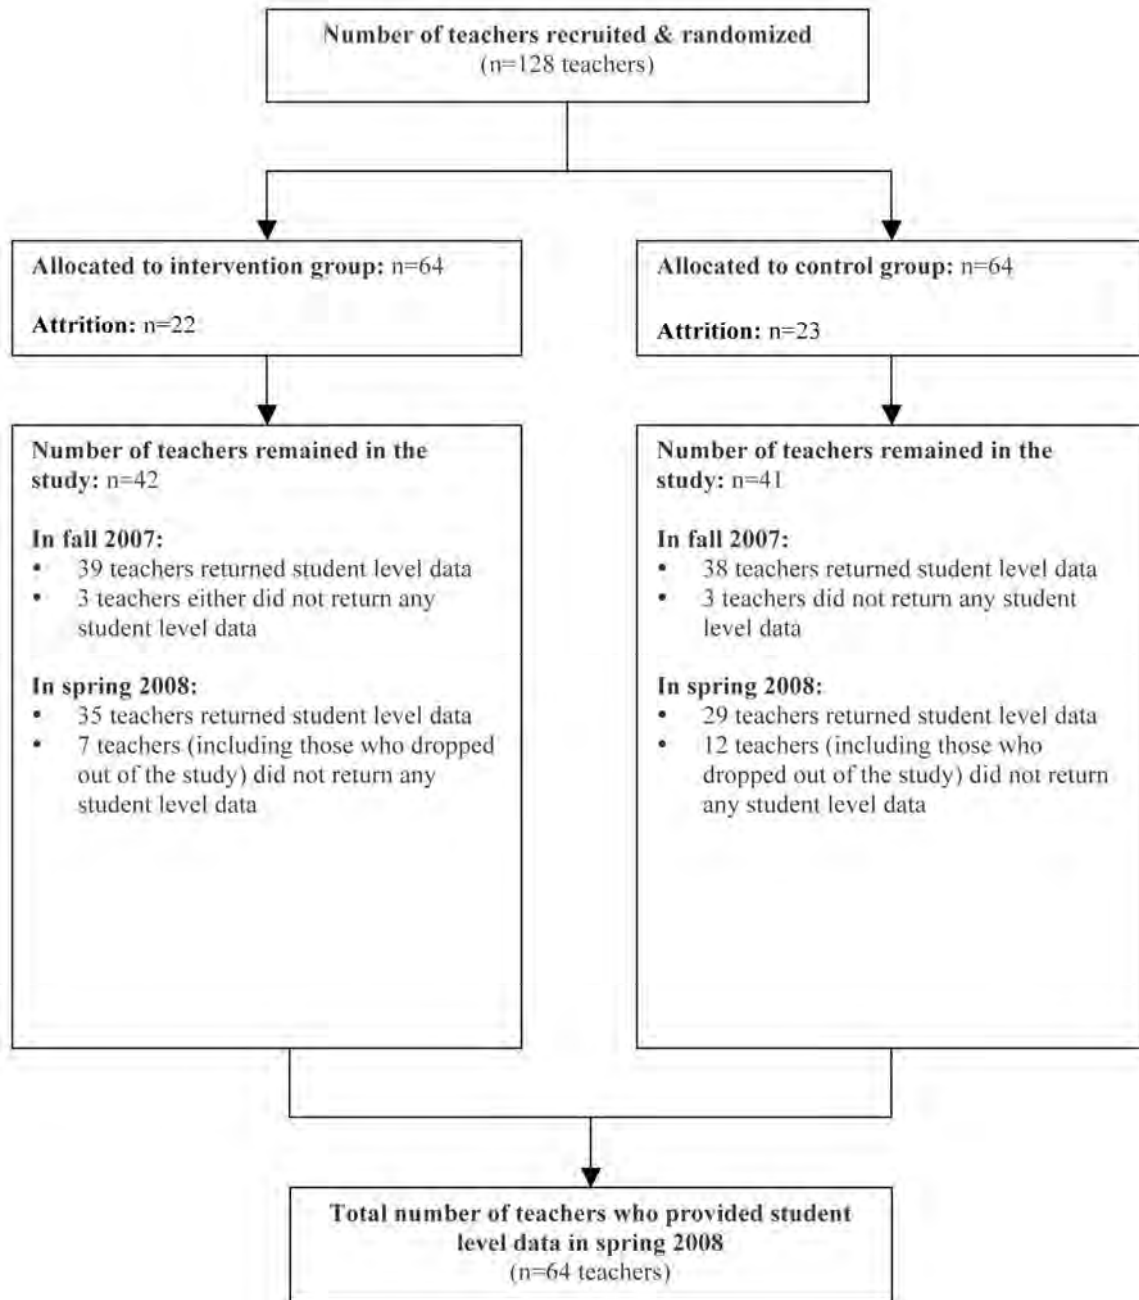 Number of teachers recruited & randomized
(n=128 teachers)
Allocated to intervention group: n=64
Attrition: n=22
Allocated to control group: n=64
Attrition: n=23
Number of teachers remained in the
study: n=42
In fall 2007:
• 39 teachers returned student level data
• 3 teachers either did not return any
student level data
In spring 2008:
• 35 teachers returned student level data
• 7 teachers (including those who dropped
out of the study) did not return any
student level data
Number of teachers remained in the
study: n=41
In fall 2007:
• 38 teachers returned student level data
• 3 teachers did not return any student
level data
In spring 2008:
• 29 teachers returned student level data
• 12 teachers (including those who
dropped out of the study) did not return
any student level data
Total number of teachers who provided student
level data in spring 2008
(n=64 teachers)